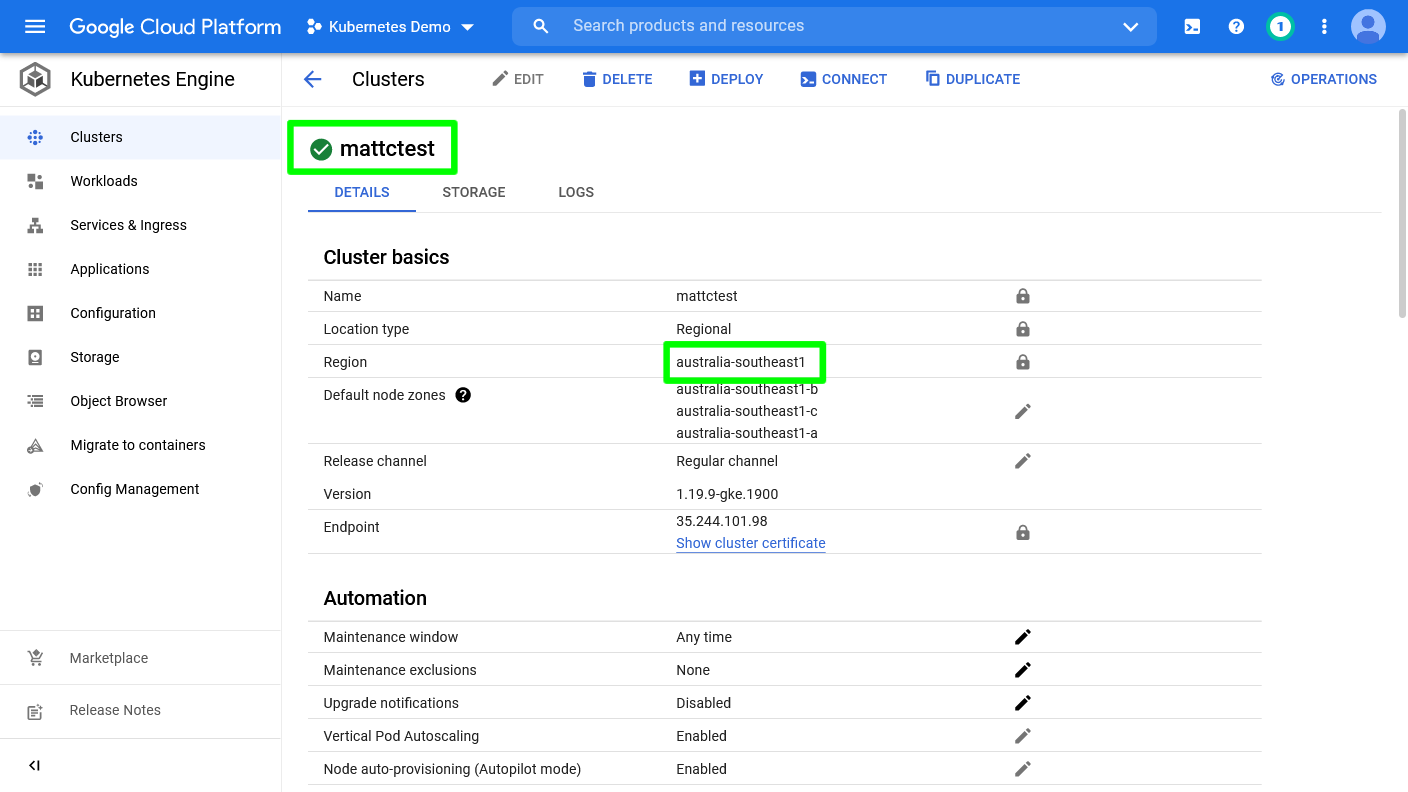 Google Cloud Platform Kubernetes Demo Search products and resources 1
Kubernetes Engine
Clusters EDIT DELETE DEPLOY CONNECT DUPLICATE OPERATIONS
Clusters
Workloads
Services & Ingress
Applications
Configuration
Storage
Object Browser
Migrate to containers
Config Management
Marketplace
Release Notes
mattctest
DETAILS STORAGE LOGS
Cluster basics
Name mattctest
Location type Regional
Region australia-southeast1
Default node zones ? australia-southeast1-b
australia-southeast1-c
australia-southeast1-a
Release channel Regular channel
Version 1.19.9-gke.1900
Endpoint 35.244.101.98
Show cluster certificate
Automation
Maintenance window Any time
Maintenance exclusions None
Upgrade notifications Disabled
Vertical Pod Autoscaling Enabled
Node auto-provisioning (Autopilot mode) Enabled